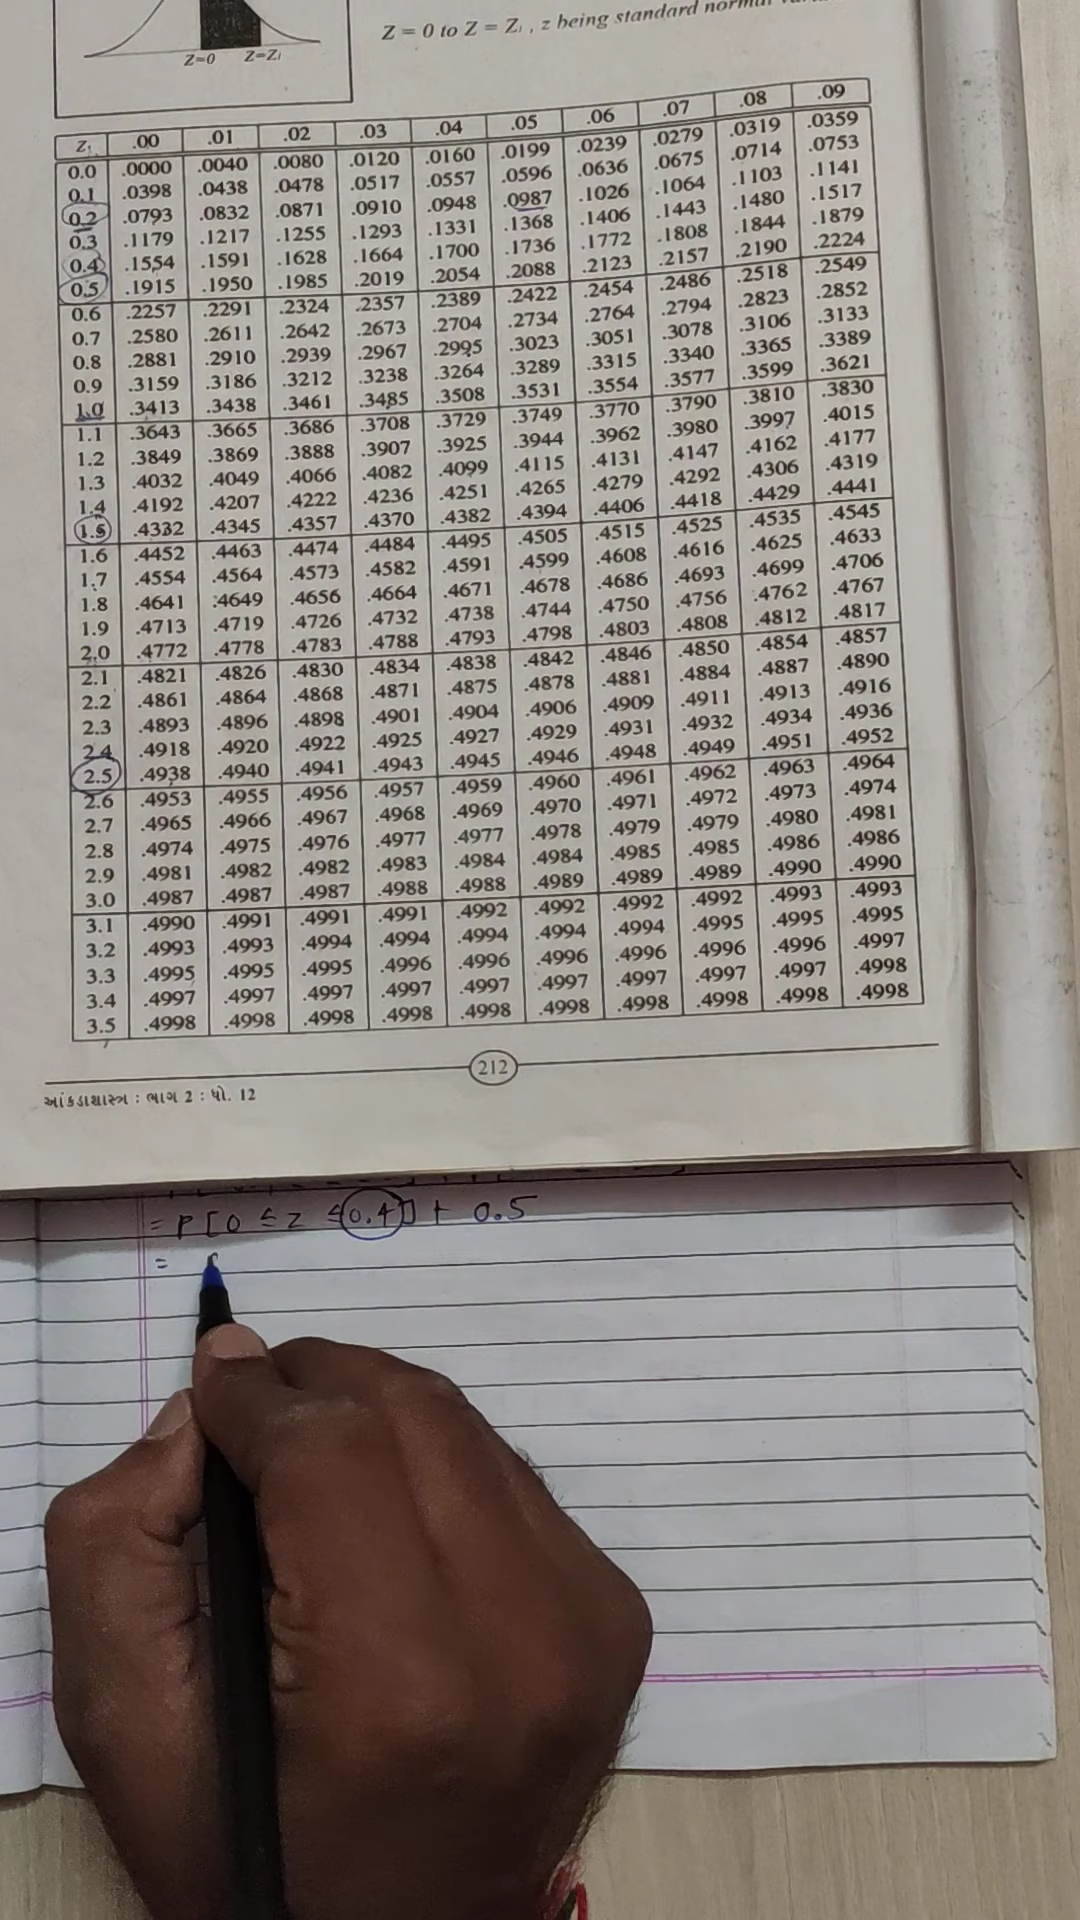 Z = 0 to Z = Z₁ , z being standard normal
Z=0 Z=Z₁
Z₁ .00 .01 .02 .03 .04 .05 .06 .07 .08 .09
0.0 .0000 .0040 .0080 .0120 .0160 .0199 .0239 .0279 .0319 .0359
0.1 .0398 .0438 .0478 .0517 .0557 .0596 .0636 .0675 .0714 .0753
0.2 .0793 .0832 .0871 .0910 .0948 .0987 .1026 .1064 .1103 .1141
0.3 .1179 .1217 .1255 .1293 .1331 .1368 .1406 .1443 .1480 .1517
0.4 .1554 .1591 .1628 .1664 .1700 .1736 .1772 .1808 .1844 .1879
0.5 .1915 .1950 .1985 .2019 .2054 .2088 .2123 .2157 .2190 .2224
0.6 .2257 .2291 .2324 .2357 .2389 .2422 .2454 .2486 .2518 .2549
0.7 .2580 .2611 .2642 .2673 .2704 .2734 .2764 .2794 .2823 .2852
0.8 .2881 .2910 .2939 .2967 .2995 .3023 .3051 .3078 .3106 .3133
0.9 .3159 .3186 .3212 .3238 .3264 .3289 .3315 .3340 .3365 .3389
1.0 .3413 .3438 .3461 .3485 .3508 .3531 .3554 .3577 .3599 .3621
1.1 .3643 .3665 .3686 .3708 .3729 .3749 .3770 .3790 .3810 .3830
1.2 .3849 .3869 .3888 .3907 .3925 .3944 .3962 .3980 .3997 .4015
1.3 .4032 .4049 .4066 .4082 .4099 .4115 .4131 .4147 .4162 .4177
1.4 .4192 .4207 .4222 .4236 .4251 .4265 .4279 .4292 .4306 .4319
1.5 .4332 .4345 .4357 .4370 .4382 .4394 .4406 .4418 .4429 .4441
1.6 .4452 .4463 .4474 .4484 .4495 .4505 .4515 .4525 .4535 .4545
1.7 .4554 .4564 .4573 .4582 .4591 .4599 .4608 .4616 .4625 .4633
1.8 .4641 .4649 .4656 .4664 .4671 .4678 .4686 .4693 .4699 .4706
1.9 .4713 .4719 .4726 .4732 .4738 .4744 .4750 .4756 .4762 .4767
2.0 .4772 .4778 .4783 .4788 .4793 .4798 .4803 .4808 .4812 .4817
2.1 .4821 .4826 .4830 .4834 .4838 .4842 .4846 .4850 .4854 .4857
2.2 .4861 .4864 .4868 .4871 .4875 .4878 .4881 .4884 .4887 .4890
2.3 .4893 .4896 .4898 .4901 .4904 .4906 .4909 .4911 .4913 .4916
2.4 .4918 .4920 .4922 .4925 .4927 .4929 .4931 .4932 .4934 .4936
2.5 .4938 .4940 .4941 .4943 .4945 .4946 .4948 .4949 .4951 .4952
2.6 .4953 .4955 .4956 .4957 .4959 .4960 .4961 .4962 .4963 .4964
2.7 .4965 .4966 .4967 .4968 .4969 .4970 .4971 .4972 .4973 .4974
2.8 .4974 .4975 .4976 .4977 .4977 .4978 .4979 .4979 .4980 .4981
2.9 .4981 .4982 .4982 .4983 .4984 .4984 .4985 .4985 .4986 .4986
3.0 .4987 .4987 .4987 .4988 .4988 .4989 .4989 .4989 .4990 .4990
3.1 .4990 .4991 .4991 .4991 .4992 .4992 .4992 .4992 .4993 .4993
3.2 .4993 .4993 .4994 .4994 .4994 .4994 .4994 .4995 .4995 .4995
3.3 .4995 .4995 .4995 .4996 .4996 .4996 .4996 .4996 .4996 .4997
3.4 .4997 .4997 .4997 .4997 .4997 .4997 .4997 .4997 .4997 .4998
3.5 .4998 .4998 .4998 .4998 .4998 .4998 .4998 .4998 .4998 .4998
212
આંકડાશાસ્ત્ર : ભાગ 2 : ધો. 12
= P [ 0 ≤ z ≤ 0.4 ] + 0.5
=